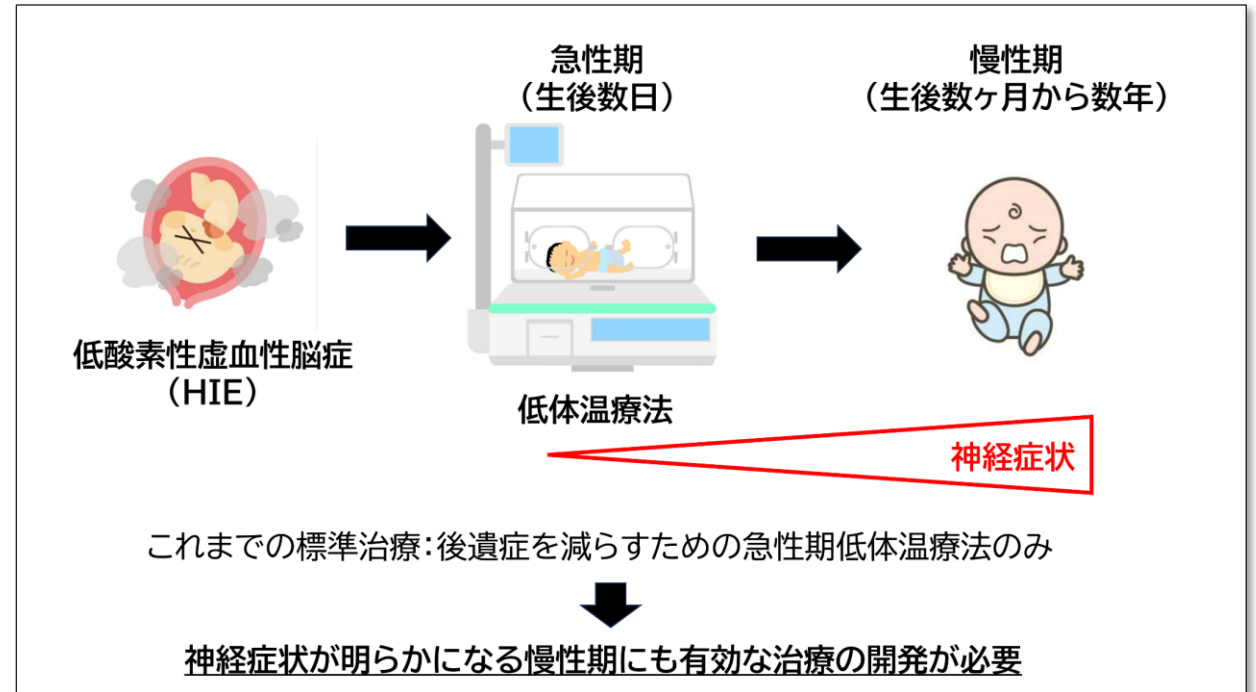 急性期
（生後数日）
慢性期
（生後数ヶ月から数年）
低酸素性虚血性脳症
（HIE）
低体温療法
神経症状
これまでの標準治療：後遺症を減らすための急性期低体温療法のみ
神経症状が明らかになる慢性期にも有効な治療の開発が必要